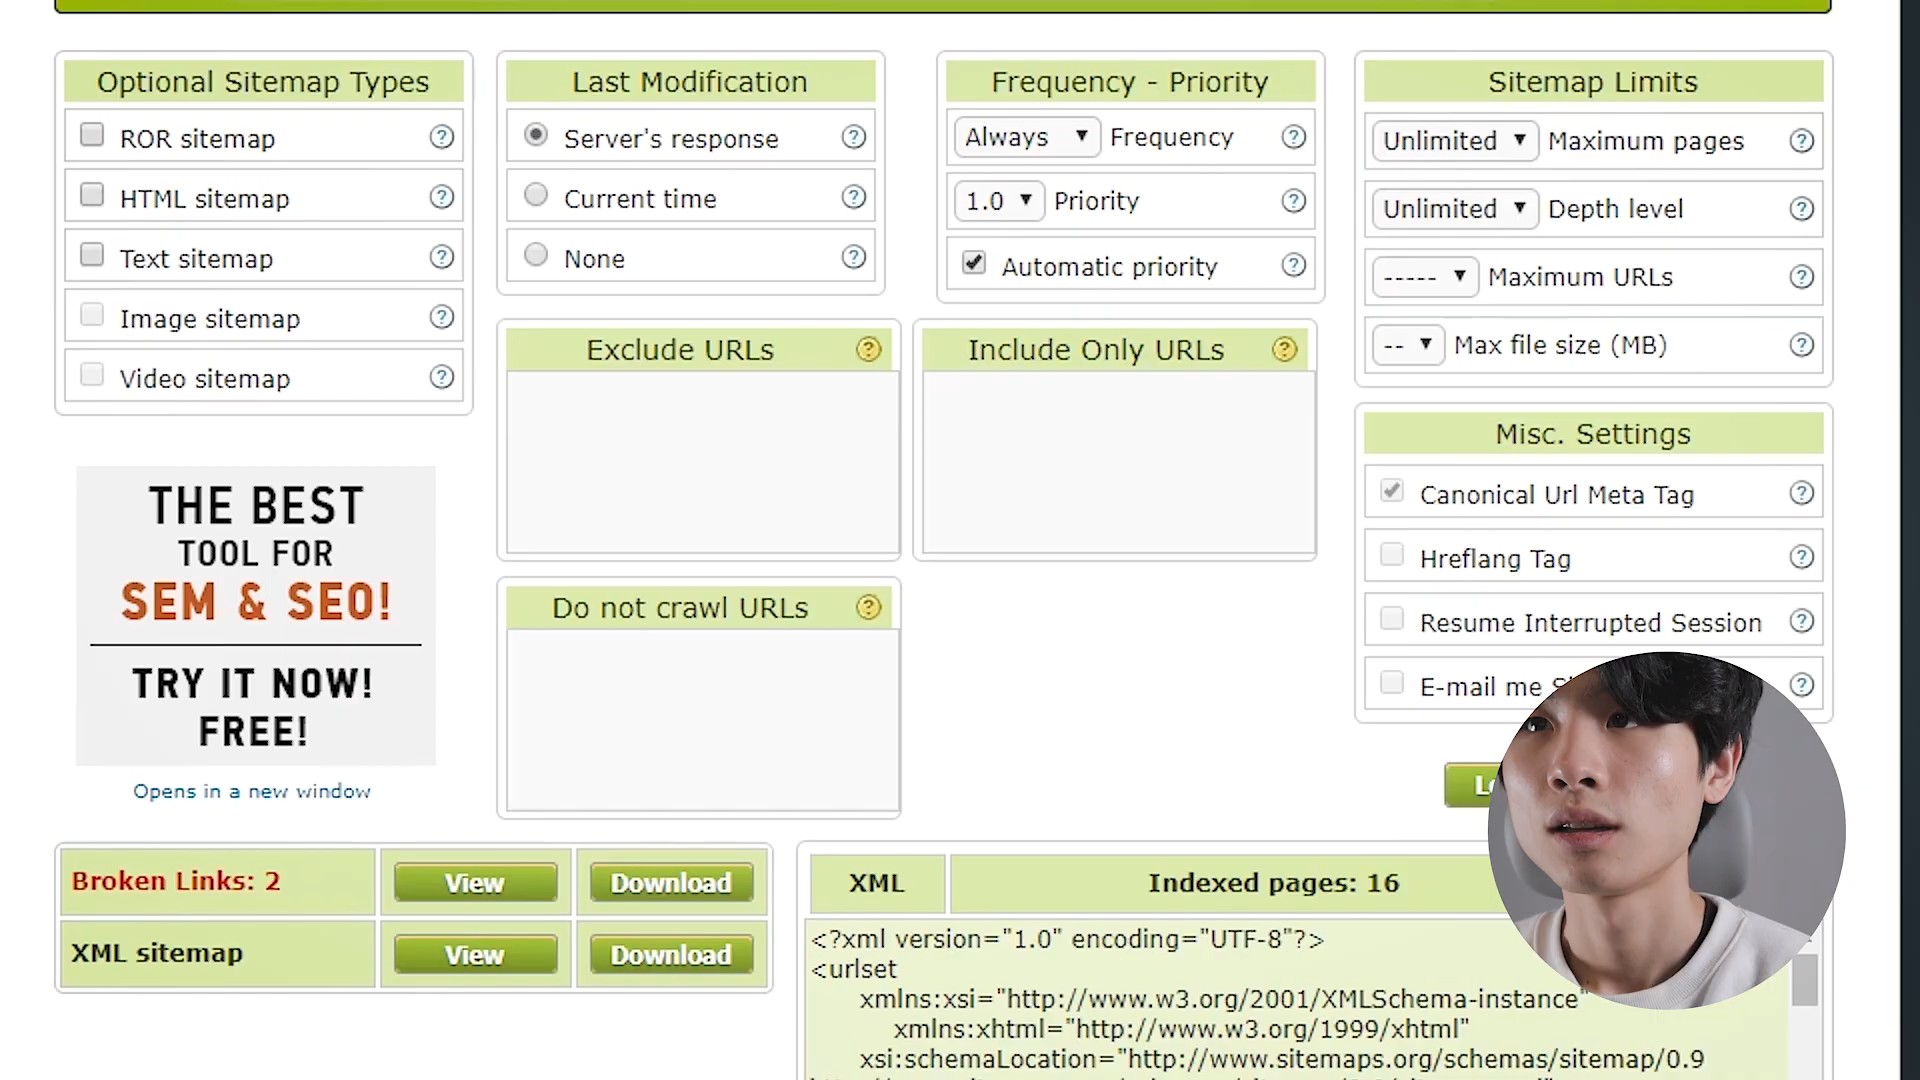 Optional Sitemap Types
ROR sitemap ?
HTML sitemap ?
Text sitemap ?
Image sitemap ?
Video sitemap ?
Last Modification
Server's response ?
Current time ?
None ?
Frequency - Priority
Always ▼ Frequency ?
1.0 ▼ Priority ?
Automatic priority ?
Sitemap Limits
Unlimited ▼ Maximum pages ?
Unlimited ▼ Depth level ?
----- ▼ Maximum URLs ?
-- ▼ Max file size (MB) ?
Exclude URLs ?
Include Only URLs ?
Misc. Settings
Canonical Url Meta Tag ?
Hreflang Tag ?
Resume Interrupted Session ?
E-mail me ?
THE BEST
TOOL FOR
SEM & SEO!
TRY IT NOW!
FREE!
Opens in a new window
Do not crawl URLs ?
Broken Links: 2 View Download
XML sitemap View Download
XML Indexed pages: 16
<?xml version="1.0" encoding="UTF-8"?>
<urlset
xmlns:xsi="http://www.w3.org/2001/XMLSchema-instance"
xmlns:xhtml="http://www.w3.org/1999/xhtml"
xsi:schemaLocation="http://www.sitemaps.org/schemas/sitemap/0.9